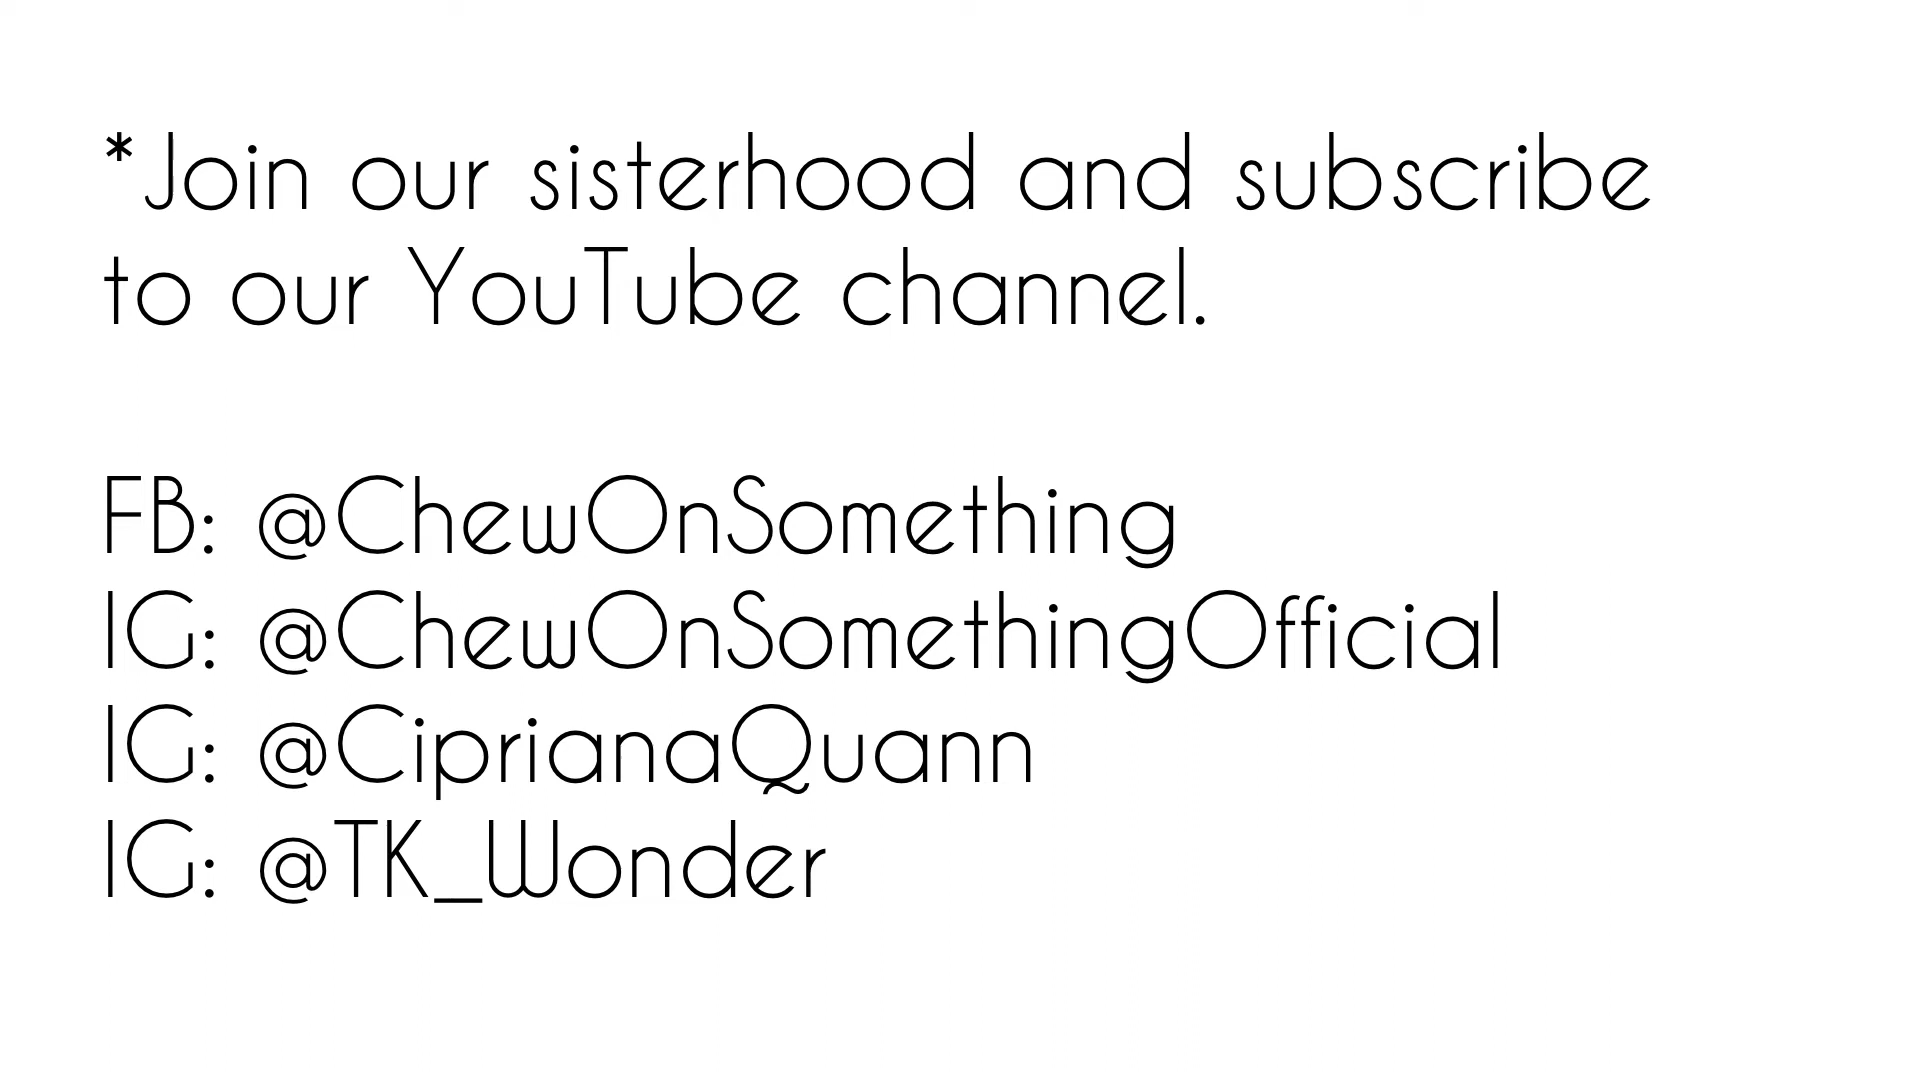 *Join our sisterhood and subscribe
to our YouTube channel.
FB: @ChewOnSomething
IG: @ChewOnSomethingOfficial
IG: @CiprianaQuann
IG: @TK_Wonder